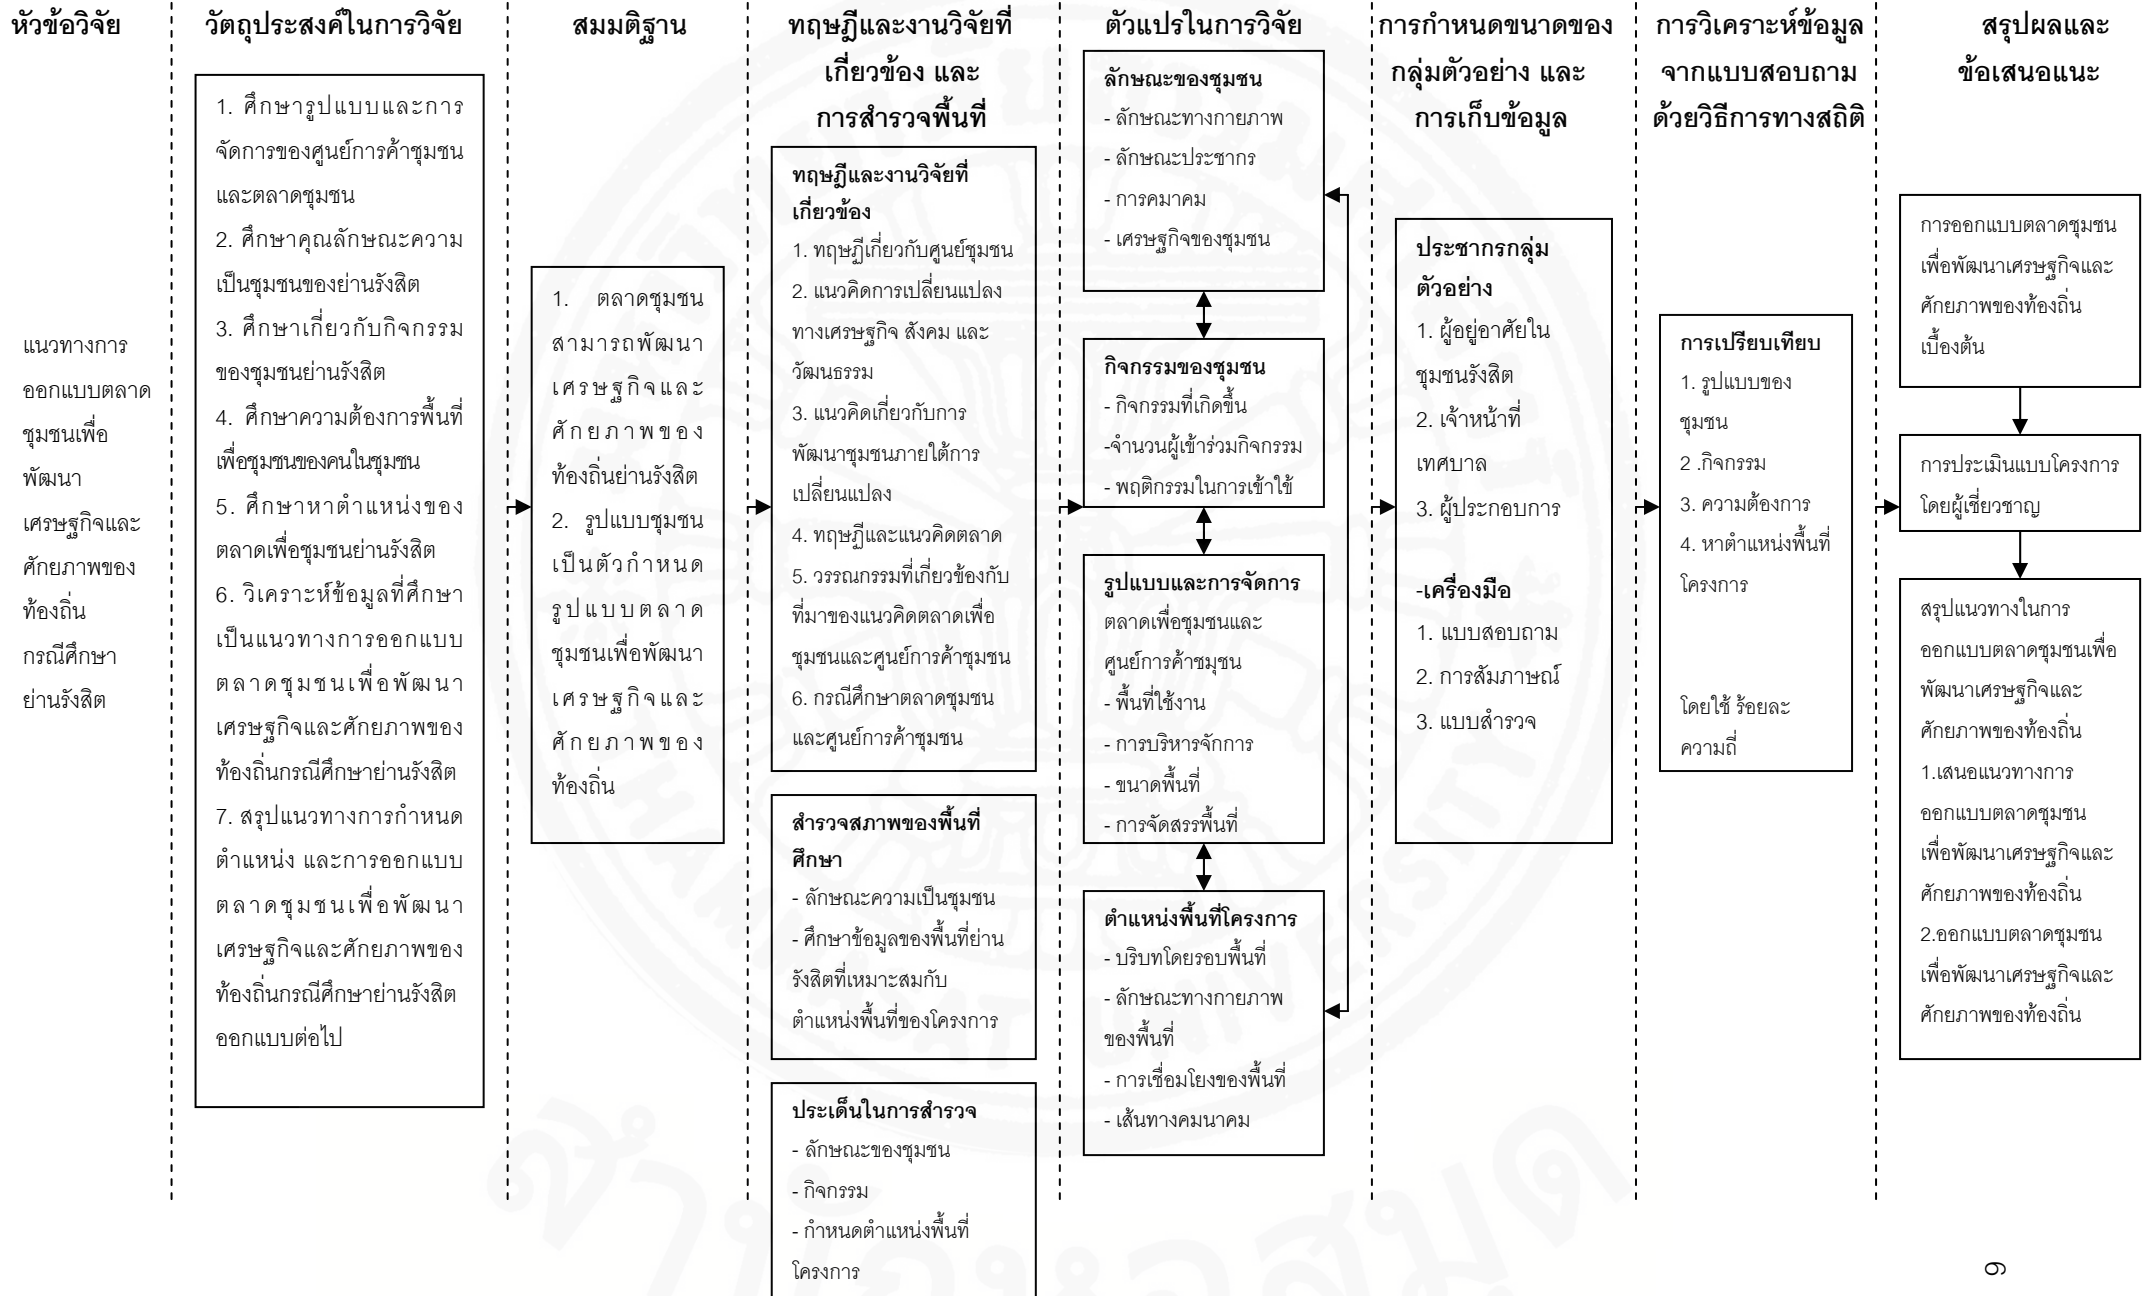 หัวข้อวิจัย
แนวทางการ
ออกแบบตลาด
ชุมชนเพื่อ
พัฒนา
เศรษฐกิจและ
ศักยภาพของ
ท้องถิ่น
กรณีศึกษา
ย่านรังสิต
วัตถุประสงค์ในการวิจัย
1. ศึกษารูปแบบและการ
จัดการของศูนย์การค้าชุมชน
และตลาดชุมชน
2. ศึกษาคุณลักษณะความ
เป็นชุมชนของย่านรังสิต
3. ศึกษาเกี่ยวกับกิจกรรม
ของชุมชนย่านรังสิต
4. ศึกษาความต้องการพื้นที่
เพื่อชุมชนของคนในชุมชน
5. ศึกษาหาตำแหน่งของ
ตลาดเพื่อชุมชนย่านรังสิต
6. วิเคราะห์ข้อมูลที่ศึกษา
เป็นแนวทางการออกแบบ
ตลาดชุมชนเพื่อพัฒนา
เศรษฐกิจและศักยภาพของ
ท้องถิ่นกรณีศึกษาย่านรังสิต
7. สรุปแนวทางการกำหนด
ตำแหน่ง และการออกแบบ
ตลาดชุมชนเพื่อพัฒนา
เศรษฐกิจและศักยภาพของ
ท้องถิ่นกรณีศึกษาย่านรังสิต
ออกแบบต่อไป
สมมติฐาน
1. ตลาดชุมชน
สามารถพัฒนา
เศรษฐกิจและ
ศักยภาพของ
ท้องถิ่นย่านรังสิต
2. รูปแบบชุมชน
เป็นตัวกำหนด
รูปแบบตลาด
ชุมชนเพื่อพัฒนา
เศรษฐกิจและ
ศักยภาพของ
ท้องถิ่น
ทฤษฎีและงานวิจัยที่
เกี่ยวข้อง และ
การสำรวจพื้นที่
ทฤษฎีและงานวิจัยที่
เกี่ยวข้อง
1. ทฤษฎีเกี่ยวกับศูนย์ชุมชน
2. แนวคิดการเปลี่ยนแปลง
ทางเศรษฐกิจ สังคม และ
วัฒนธรรม
3. แนวคิดเกี่ยวกับการ
พัฒนาชุมชนภายใต้การ
เปลี่ยนแปลง
4. ทฤษฎีและแนวคิดตลาด
5. วรรณกรรมที่เกี่ยวข้องกับ
ที่มาของแนวคิดตลาดเพื่อ
ชุมชนและศูนย์การค้าชุมชน
6. กรณีศึกษาตลาดชุมชน
และศูนย์การค้าชุมชน
สำรวจสภาพของพื้นที่
ศึกษา
- ลักษณะความเป็นชุมชน
- ศึกษาข้อมูลของพื้นที่ย่าน
รังสิตที่เหมาะสมกับ
ตำแหน่งพื้นที่ของโครงการ
ประเด็นในการสำรวจ
- ลักษณะของชุมชน
- กิจกรรม
- กำหนดตำแหน่งพื้นที่
โครงการ
ตัวแปรในการวิจัย
ลักษณะของชุมชน
- ลักษณะทางกายภาพ
- ลักษณะประชากร
- การคมาคม
- เศรษฐกิจของชุมชน
กิจกรรมของชุมชน
- กิจกรรมที่เกิดขึ้น
-จำนวนผู้เข้าร่วมกิจกรรม
- พฤติกรรมในการเข้าใช้
รูปแบบและการจัดการ
ตลาดเพื่อชุมชนและ
ศูนย์การค้าชมุชน
- พื้นที่ใช้งาน
- การบริหารจักการ
- ขนาดพื้นที่
- การจัดสรรพื้นที่
ตำแหน่งพื้นที่โครงการ
- บริบทโดยรอบพื้นที่
- ลักษณะทางกายภาพ
ของพื้นที่
- การเชื่อมโยงของพื้นที่
- เส้นทางคมนาคม
การกำหนดขนาดของ
กลุ่มตัวอย่าง และ
การเก็บข้อมูล
ประชากรกลุ่ม
ตัวอย่าง
1. ผู้อยู่อาศัยใน
ชุมชนรังสิต
2. เจ้าหน้าที่
เทศบาล
3. ผู้ประกอบการ
-เครื่องมือ
1. แบบสอบถาม
2. การสัมภาษณ์
3. แบบสำรวจ
การวิเคราะห์ข้อมูล
จากแบบสอบถาม
ด้วยวิธีการทางสถิติ
การเปรียบเทียบ
1. รูปแบบของ
ชุมชน
2 .กิจกรรม
3. ความต้องการ
4. หาตำแหน่งพื้นที่
โครงการ
โดยใช้ ร้อยละ
ความถี่
สรุปผลและ
ข้อเสนอแนะ
การออกแบบตลาดชุมชน
เพื่อพัฒนาเศรษฐกิจและ
ศักยภาพของท้องถิ่น
เบื้องต้น
การประเมินแบบโครงการ
โดยผู้เชี่ยวชาญ
สรุปแนวทางในการ
ออกแบบตลาดชุมชนเพื่อ
พัฒนาเศรษฐกิจและ
ศักยภาพของท้องถิ่น
1.เสนอแนวทางการ
ออกแบบตลาดชุมชน
เพื่อพัฒนาเศรษฐกิจและ
ศักยภาพของท้องถิ่น
2.ออกแบบตลาดชุมชน
เพื่อพัฒนาเศรษฐกิจและ
ศักยภาพของท้องถิ่น